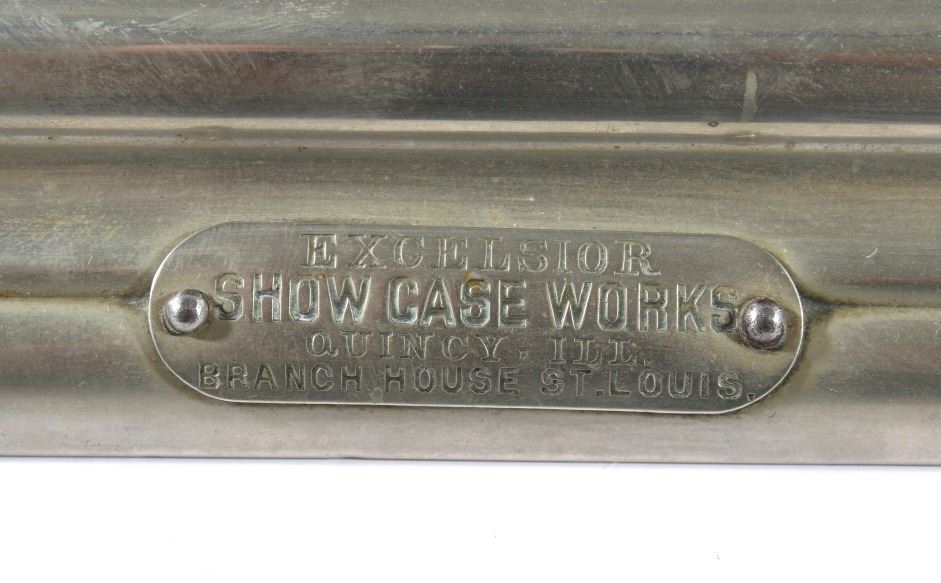 EXCELSIOR
SHOW CASE WORKS
QUINCY, ILL.
BRANCH HOUSE ST. LOUIS.